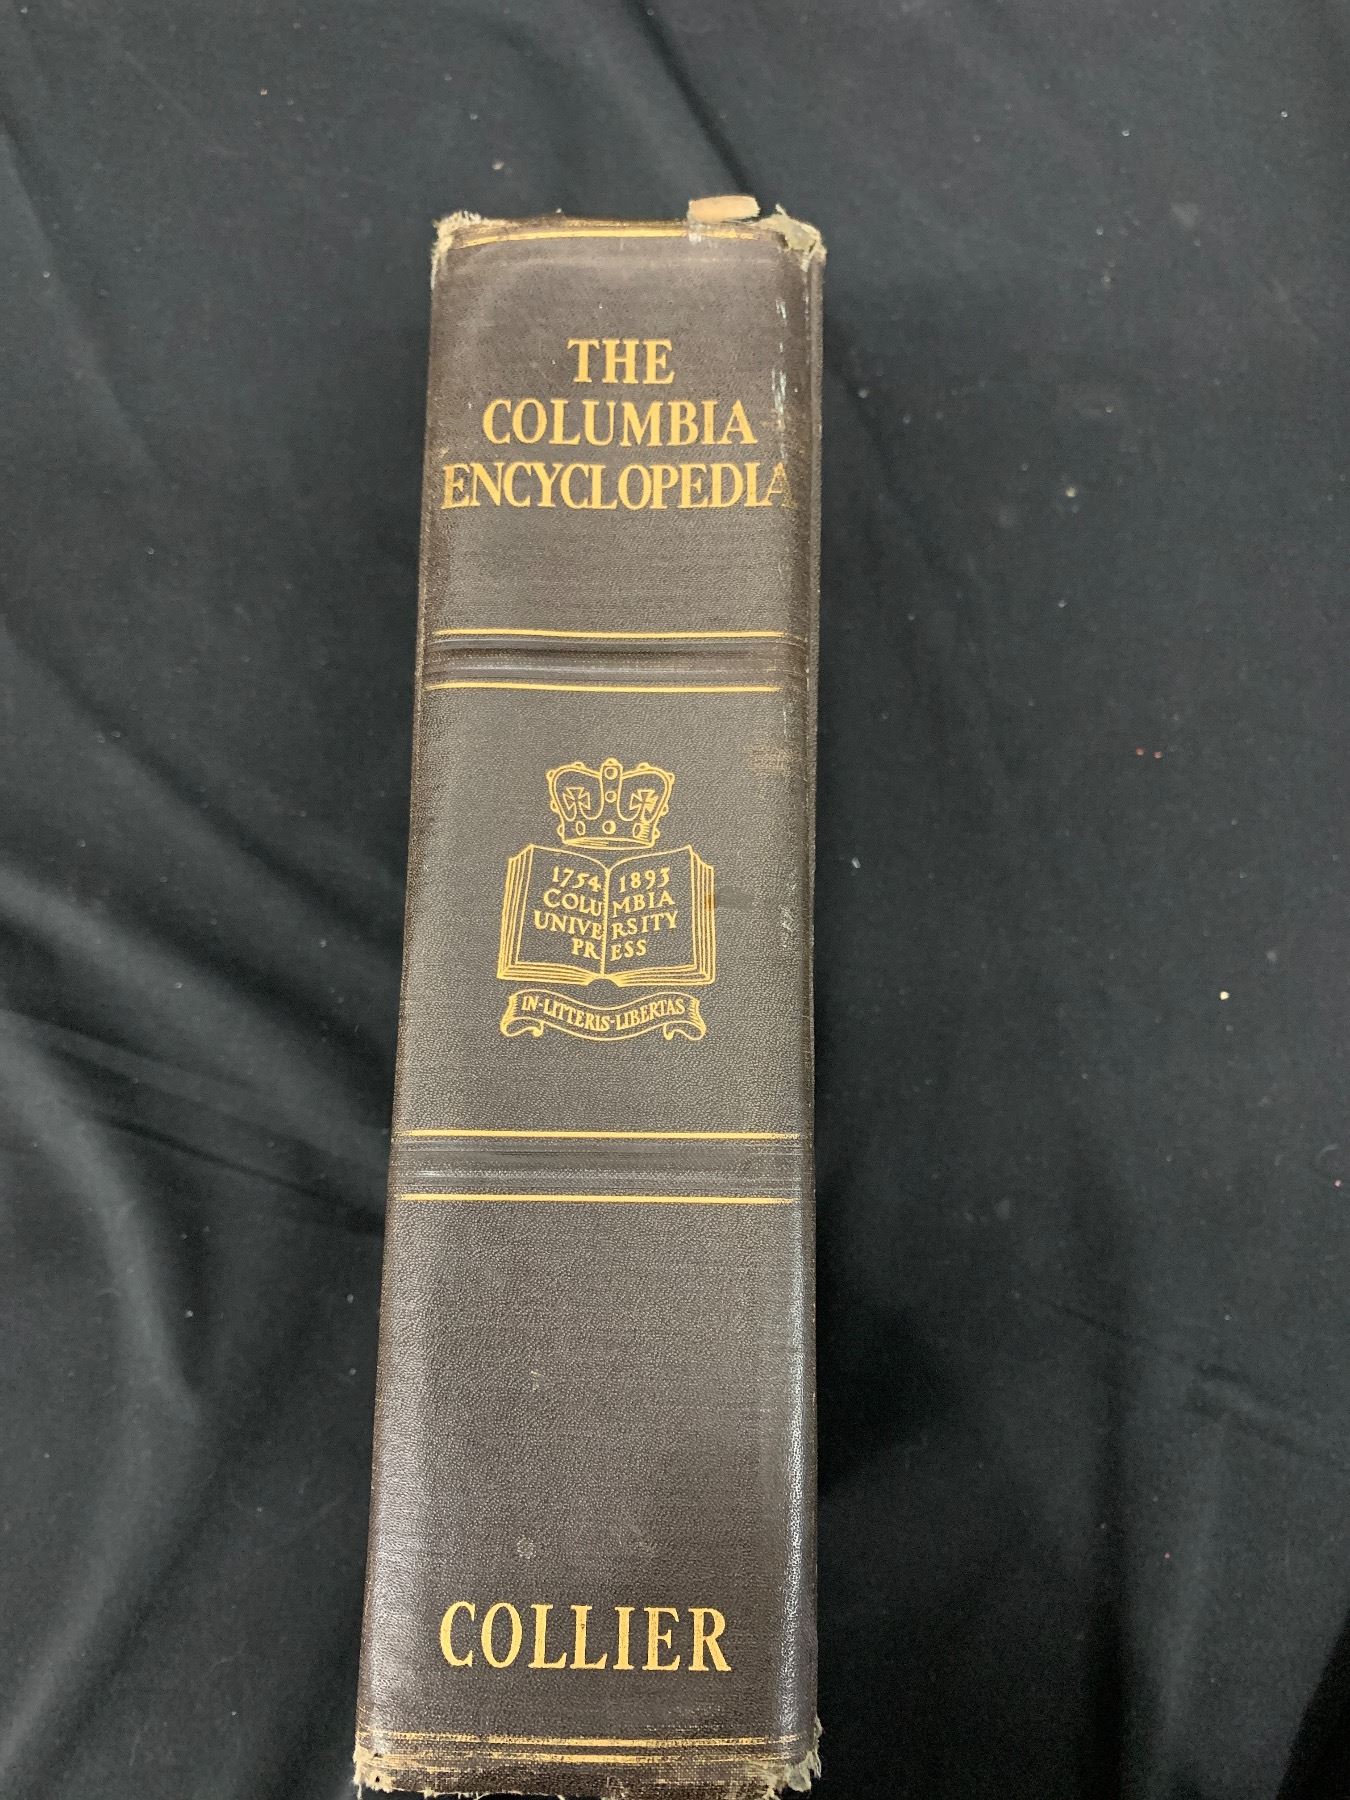 THE
COLUMBIA
ENCYCLOPEDIA
1754 1893
COLUMBIA
UNIVERSITY
PRESS
IN-LITTERIS-LIBERTAS
COLLIER